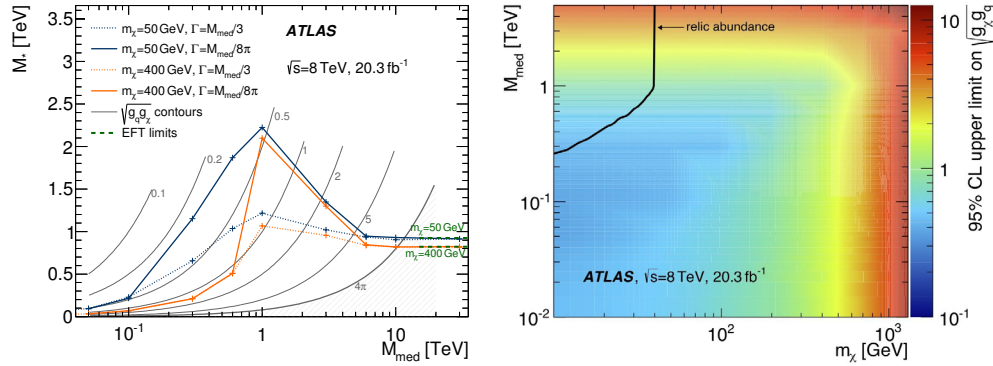 M* [TeV]
3.5
3
2.5
2
1.5
1
0.5
0
mχ=50 GeV, Γ=Mmed/3
mχ=50 GeV, Γ=Mmed/8π
mχ=400 GeV, Γ=Mmed/3
mχ=400 GeV, Γ=Mmed/8π
√gqgχ contours
EFT limits
ATLAS
√s=8 TeV, 20.3 fb⁻¹
0.1
0.2
0.5
1
2
5
4π
mχ=50 GeV
mχ=400 GeV
10⁻¹
1
10
Mmed [TeV]
Mmed [TeV]
1
10⁻¹
10⁻²
relic abundance
ATLAS, √s=8 TeV, 20.3 fb⁻¹
10²
10³
mχ [GeV]
10
1
10⁻¹
95% CL upper limit on √gχgq